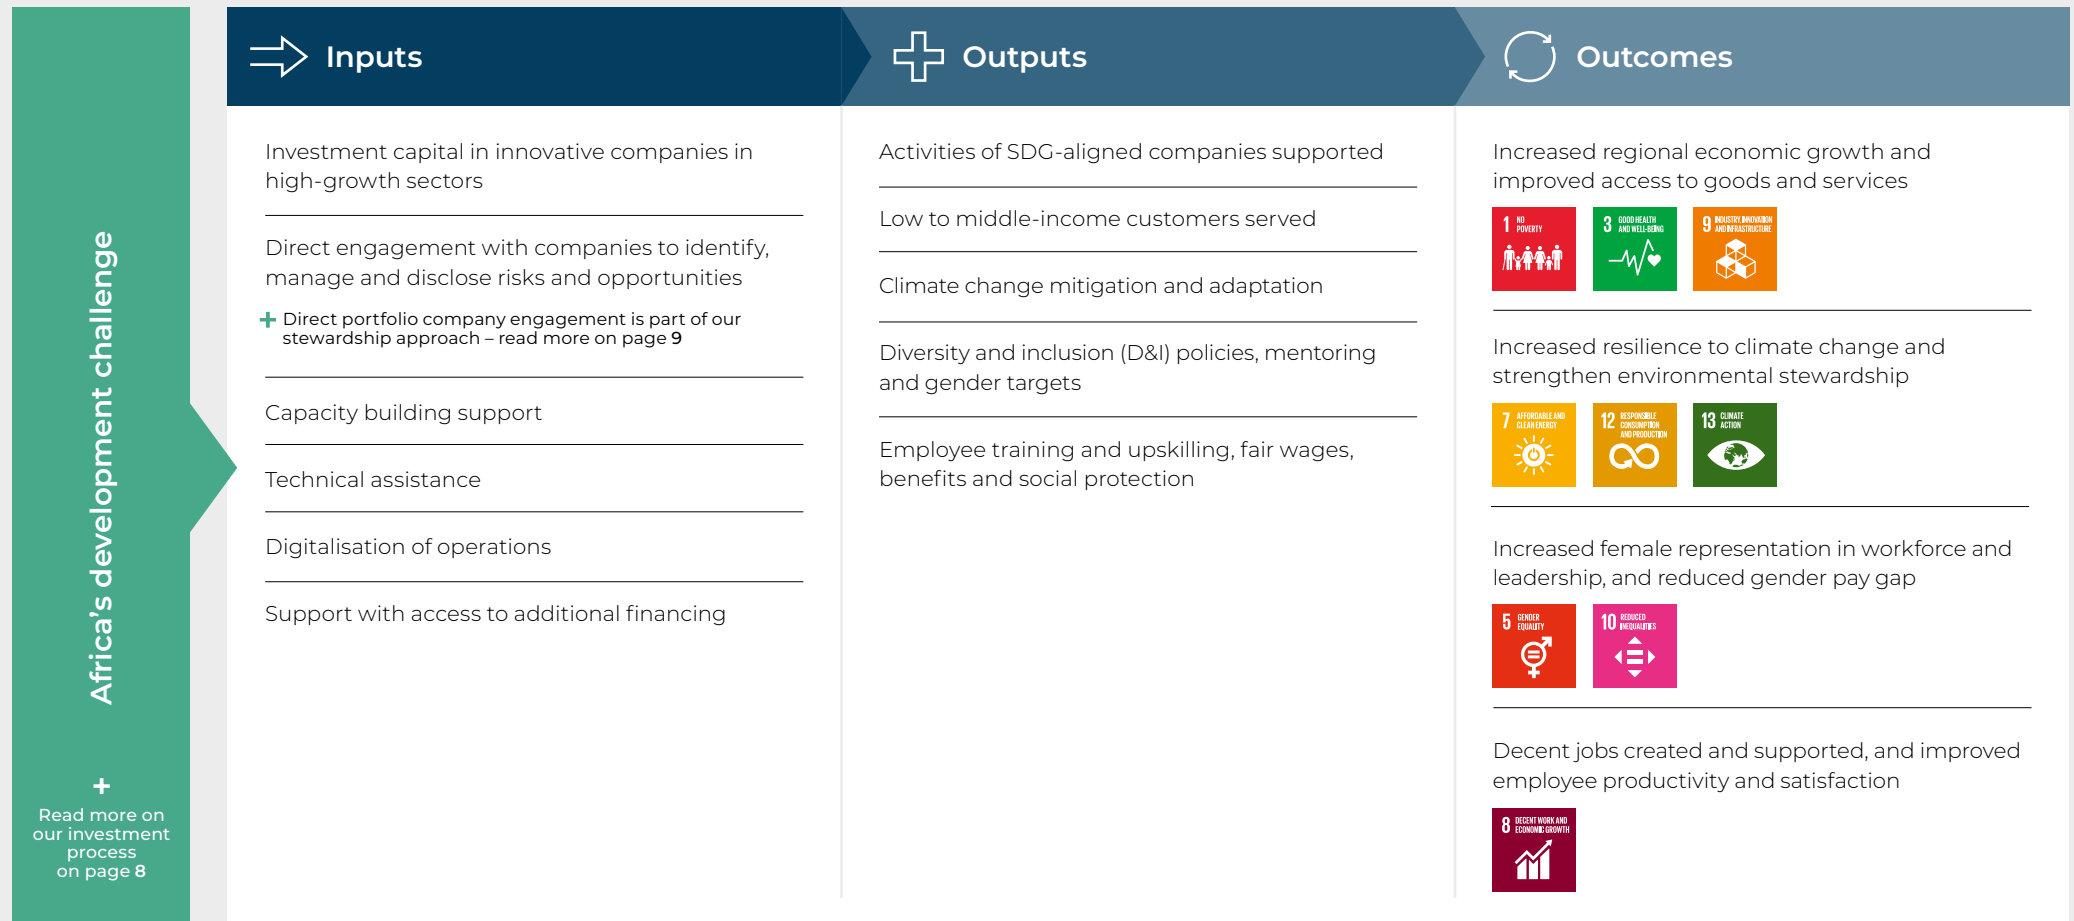 Africa’s development challenge
+
Read more on
our investment
process
on page 8
Inputs
Investment capital in innovative companies in
high-growth sectors
Direct engagement with companies to identify,
manage and disclose risks and opportunities
+ Direct portfolio company engagement is part of our
stewardship approach – read more on page 9
Capacity building support
Technical assistance
Digitalisation of operations
Support with access to additional financing
Outputs
Activities of SDG-aligned companies supported
Low to middle-income customers served
Climate change mitigation and adaptation
Diversity and inclusion (D&I) policies, mentoring
and gender targets
Employee training and upskilling, fair wages,
benefits and social protection
Outcomes
Increased regional economic growth and
improved access to goods and services
1 NO
POVERTY
3 GOOD HEALTH
AND WELL-BEING
9 INDUSTRY, INNOVATION
AND INFRASTRUCTURE
Increased resilience to climate change and
strengthen environmental stewardship
7 AFFORDABLE AND
CLEAN ENERGY
12 RESPONSIBLE
CONSUMPTION
AND PRODUCTION
13 CLIMATE
ACTION
Increased female representation in workforce and
leadership, and reduced gender pay gap
5 GENDER
EQUALITY
10 REDUCED
INEQUALITIES
Decent jobs created and supported, and improved
employee productivity and satisfaction
8 DECENT WORK AND
ECONOMIC GROWTH